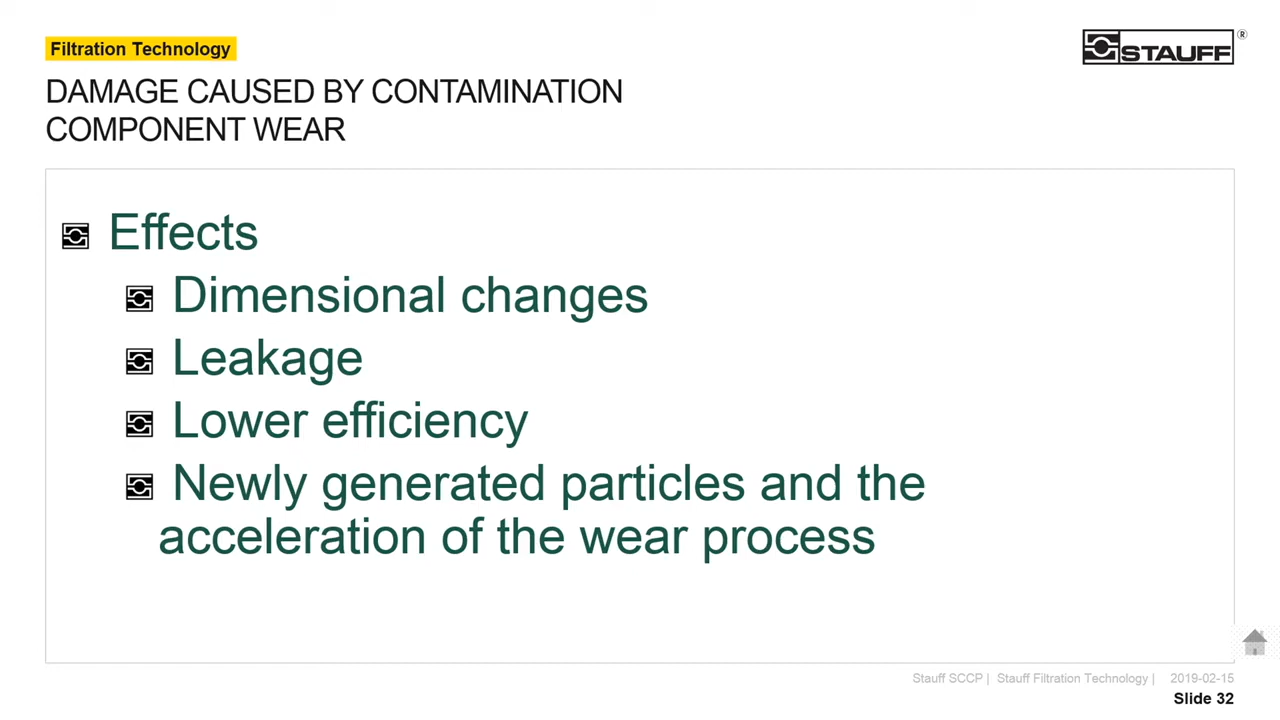 Filtration Technology
STAUFF®
DAMAGE CAUSED BY CONTAMINATION
COMPONENT WEAR
Effects
Dimensional changes
Leakage
Lower efficiency
Newly generated particles and the
acceleration of the wear process
Stauff SCCP | Stauff Filtration Technology | 2019-02-15
Slide 32